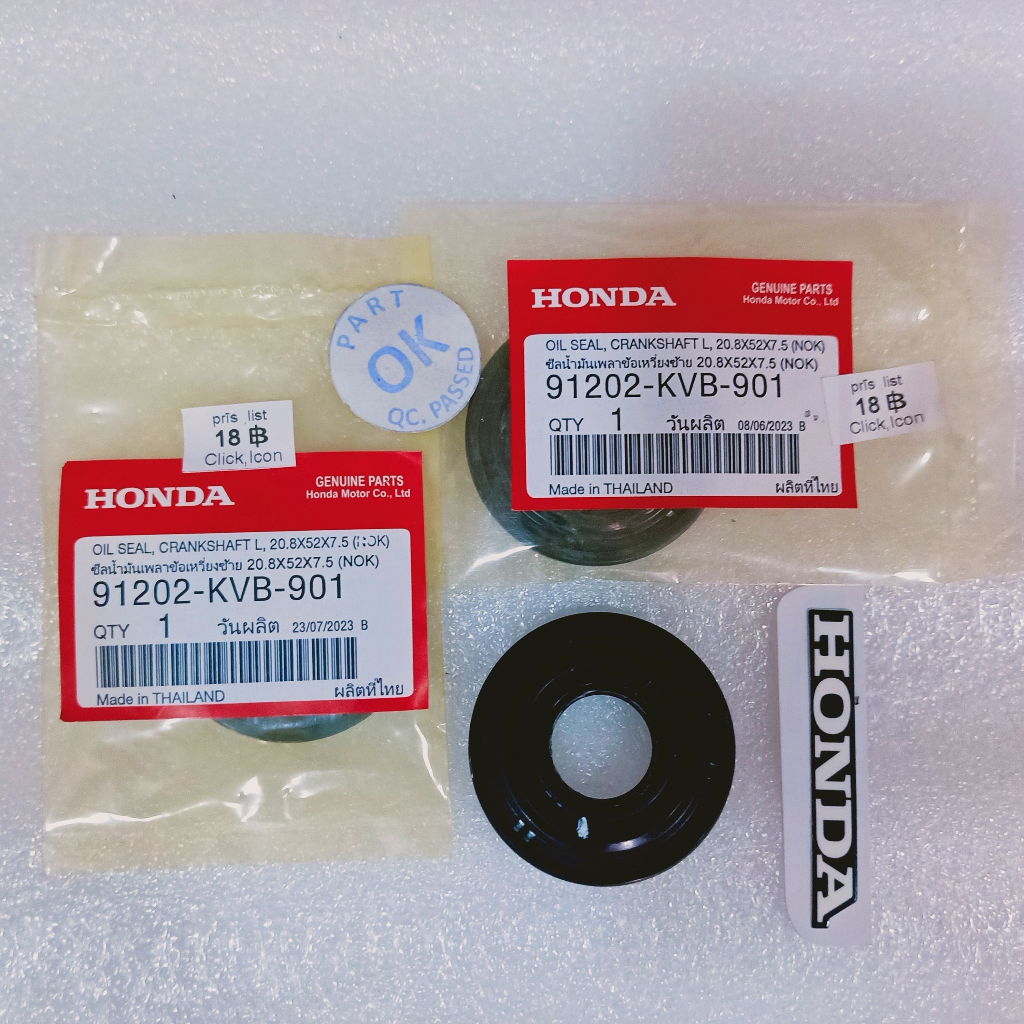 PART
OK
QC. PASSED
prīs list
18 ฿
Click,Icon
HONDA
GENUINE PARTS
Honda Motor Co., Ltd
OIL SEAL, CRANKSHAFT L, 20.8X52X7.5 (NOK)
ซีลน้ำมันเพลาข้อเหวี่ยงซ้าย 20.8X52X7.5 (NOK)
91202-KVB-901
QTY 1 วันผลิต 23/07/2023 B
Made in THAILAND ผลิตที่ไทย
HONDA
GENUINE PARTS
Honda Motor Co., Ltd
OIL SEAL, CRANKSHAFT L, 20.8X52X7.5 (NOK)
ซีลน้ำมันเพลาข้อเหวี่ยงซ้าย 20.8X52X7.5 (NOK)
91202-KVB-901
QTY 1 วันผลิต 08/06/2023 B
Made in THAILAND ผลิตที่ไทย
prīs list
18 ฿
Click,Icon
HONDA